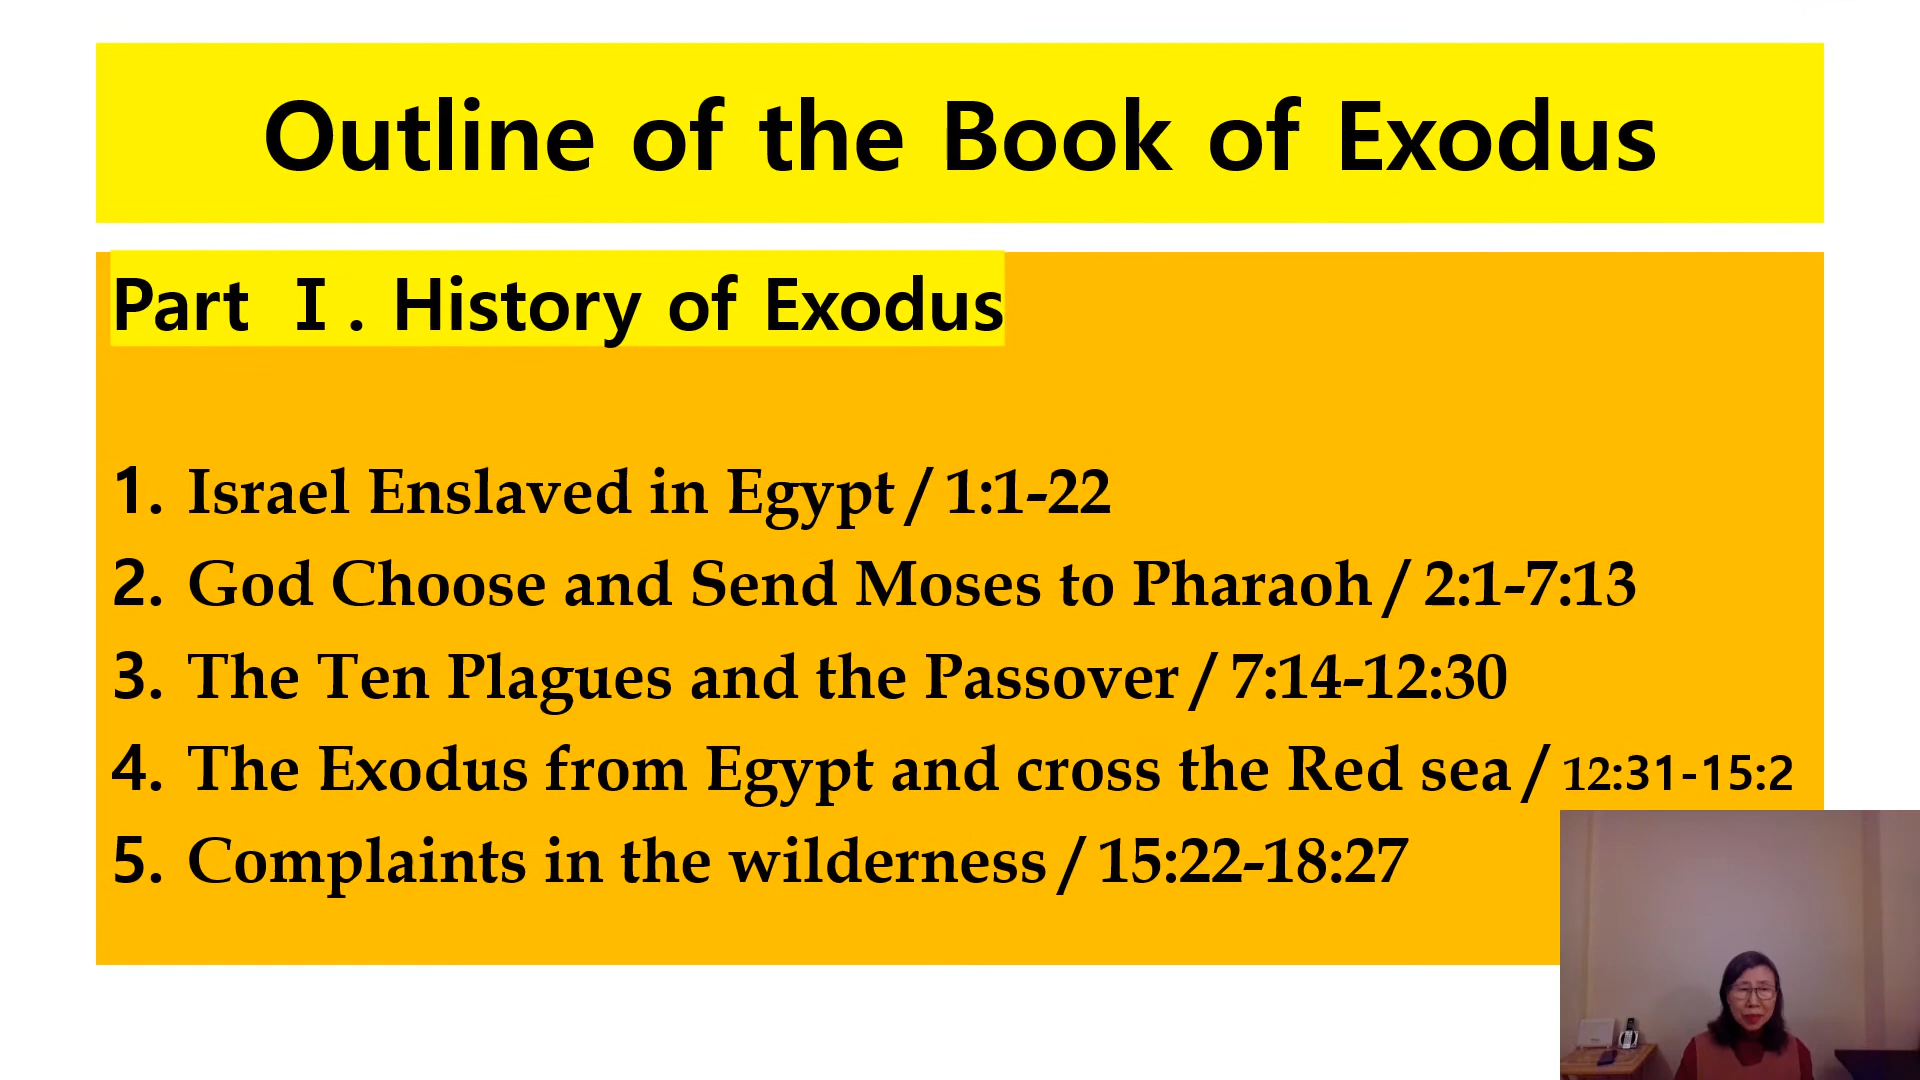 Outline of the Book of Exodus
Part Ⅰ. History of Exodus
1. Israel Enslaved in Egypt / 1:1-22
2. God Choose and Send Moses to Pharaoh / 2:1-7:13
3. The Ten Plagues and the Passover / 7:14-12:30
4. The Exodus from Egypt and cross the Red sea / 12:31-15:2
5. Complaints in the wilderness / 15:22-18:27